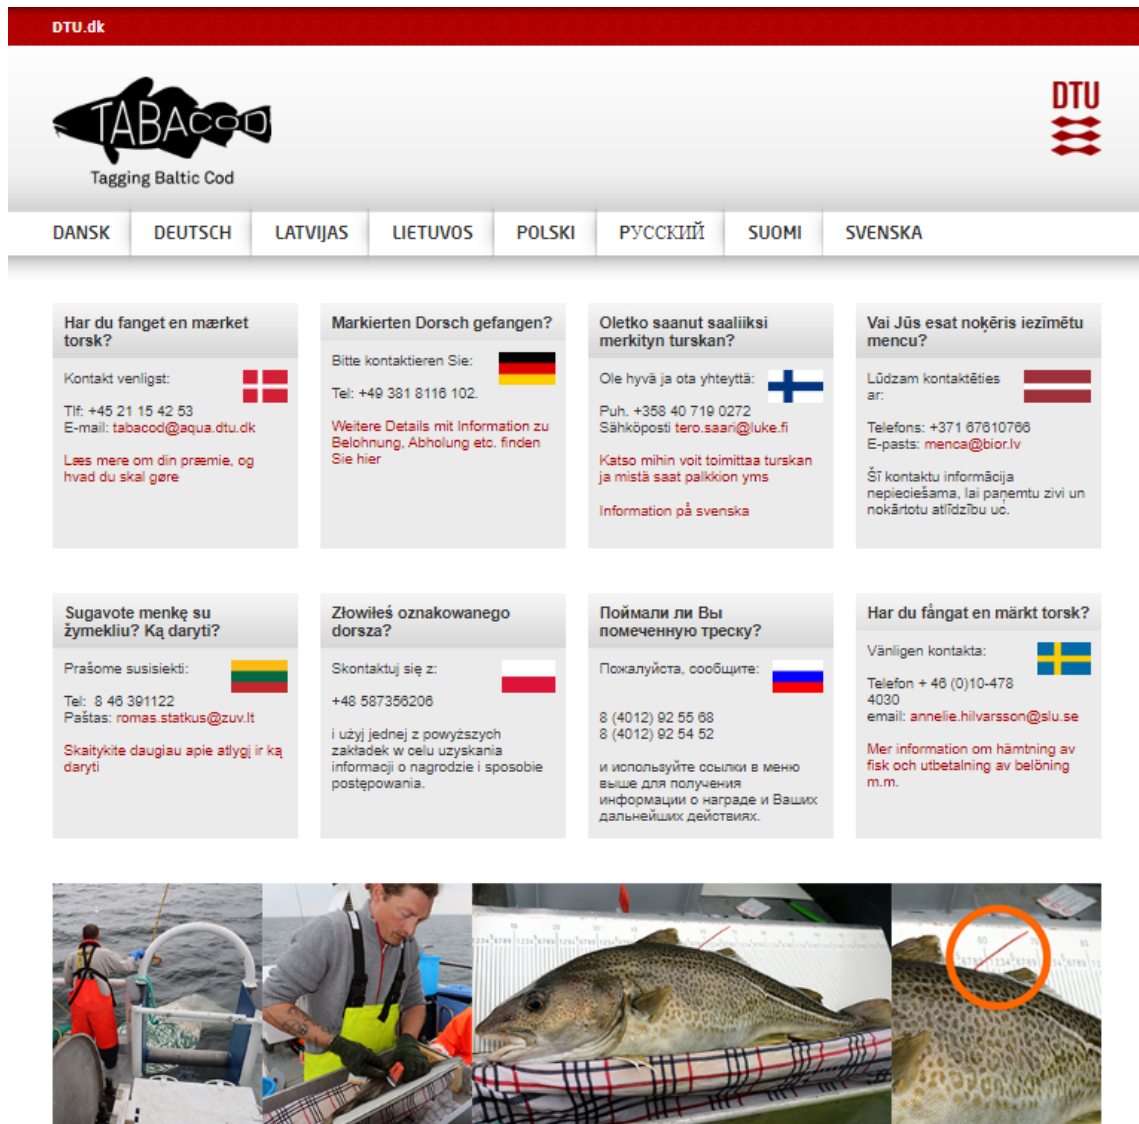 DTU.dk
TABACOD
Tagging Baltic Cod
DTU
DANSK
DEUTSCH
LATVIJAS
LIETUVOS
POLSKI
РУССКИЙ
SUOMI
SVENSKA
Har du fanget en mærket
torsk?
Kontakt venligst:
Tlf: +45 21 15 42 53
E-mail: tabacod@aqua.dtu.dk
Læs mere om din præmie, og
hvad du skal gøre
Markierten Dorsch gefangen?
Bitte kontaktieren Sie:
Tel: +49 381 8116 102.
Weitere Details mit Information zu
Belohnung, Abholung etc. finden
Sie hier
Oletko saanut saaliiksi
merkityn turskan?
Ole hyvä ja ota yhteyttä:
Puh. +358 40 719 0272
Sähköposti tero.saari@luke.fi
Katso mihin voit toimittaa turskan
ja mistä saat palkkion yms
Information på svenska
Vai Jūs esat noķēris iezīmētu
mencu?
Lūdzam kontaktēties
ar:
Telefons: +371 67610766
E-pasts: menca@bior.lv
Šī kontaktu informācija
nepieciešama, lai paņemtu zivi un
nokārtotu atlīdzību uc.
Sugavote menkę su
žymekliu? Ką daryti?
Prašome susisiekti:
Tel:  8 46 391122
Paštas: romas.statkus@zuv.lt
Skaitykite daugiau apie atlygį ir ką
daryti
Złowiłeś oznakowanego
dorsza?
Skontaktuj się z:
+48 587356206
i użyj jednej z powyższych
zakładek w celu uzyskania
informacji o nagrodzie i sposobie
postępowania.
Поймали ли Вы
помеченную треску?
Пожалуйста, сообщите:
8 (4012) 92 55 68
8 (4012) 92 54 52
и используйте ссылки в меню
выше для получения
информации о награде и Ваших
дальнейших действиях.
Har du fångat en märkt torsk?
Vänligen kontakta:
Telefon + 46 (0)10-478
4030
email: annelie.hilvarsson@slu.se
Mer information om hämtning av
fisk och utbetalning av belöning
m.m.